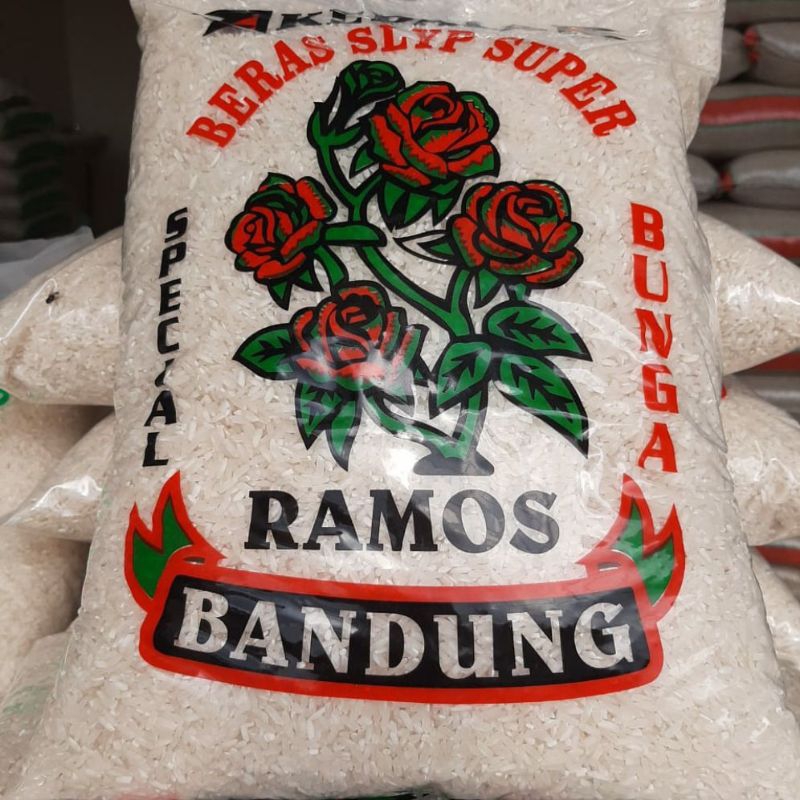 BERAS SLYP SUPER
SPECIAL
BUNGA
RAMOS
BANDUNG